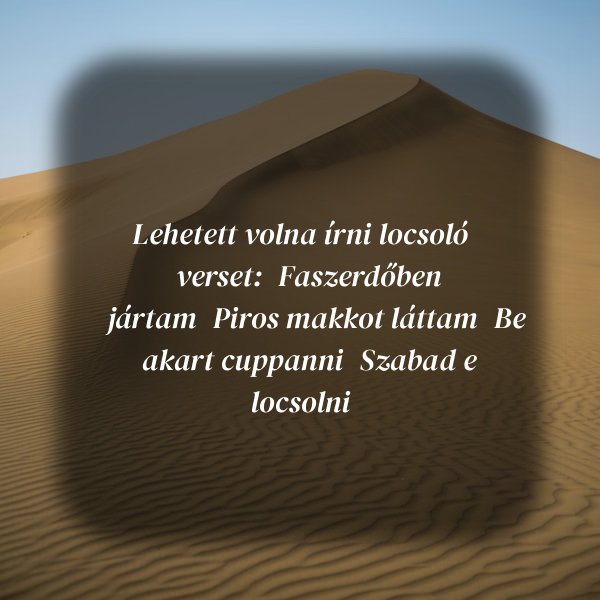 Lehetett volna írni locsoló
verset:  Faszerdőben
jártam  Piros makkot láttam  Be
akart cuppanni  Szabad e
locsolni